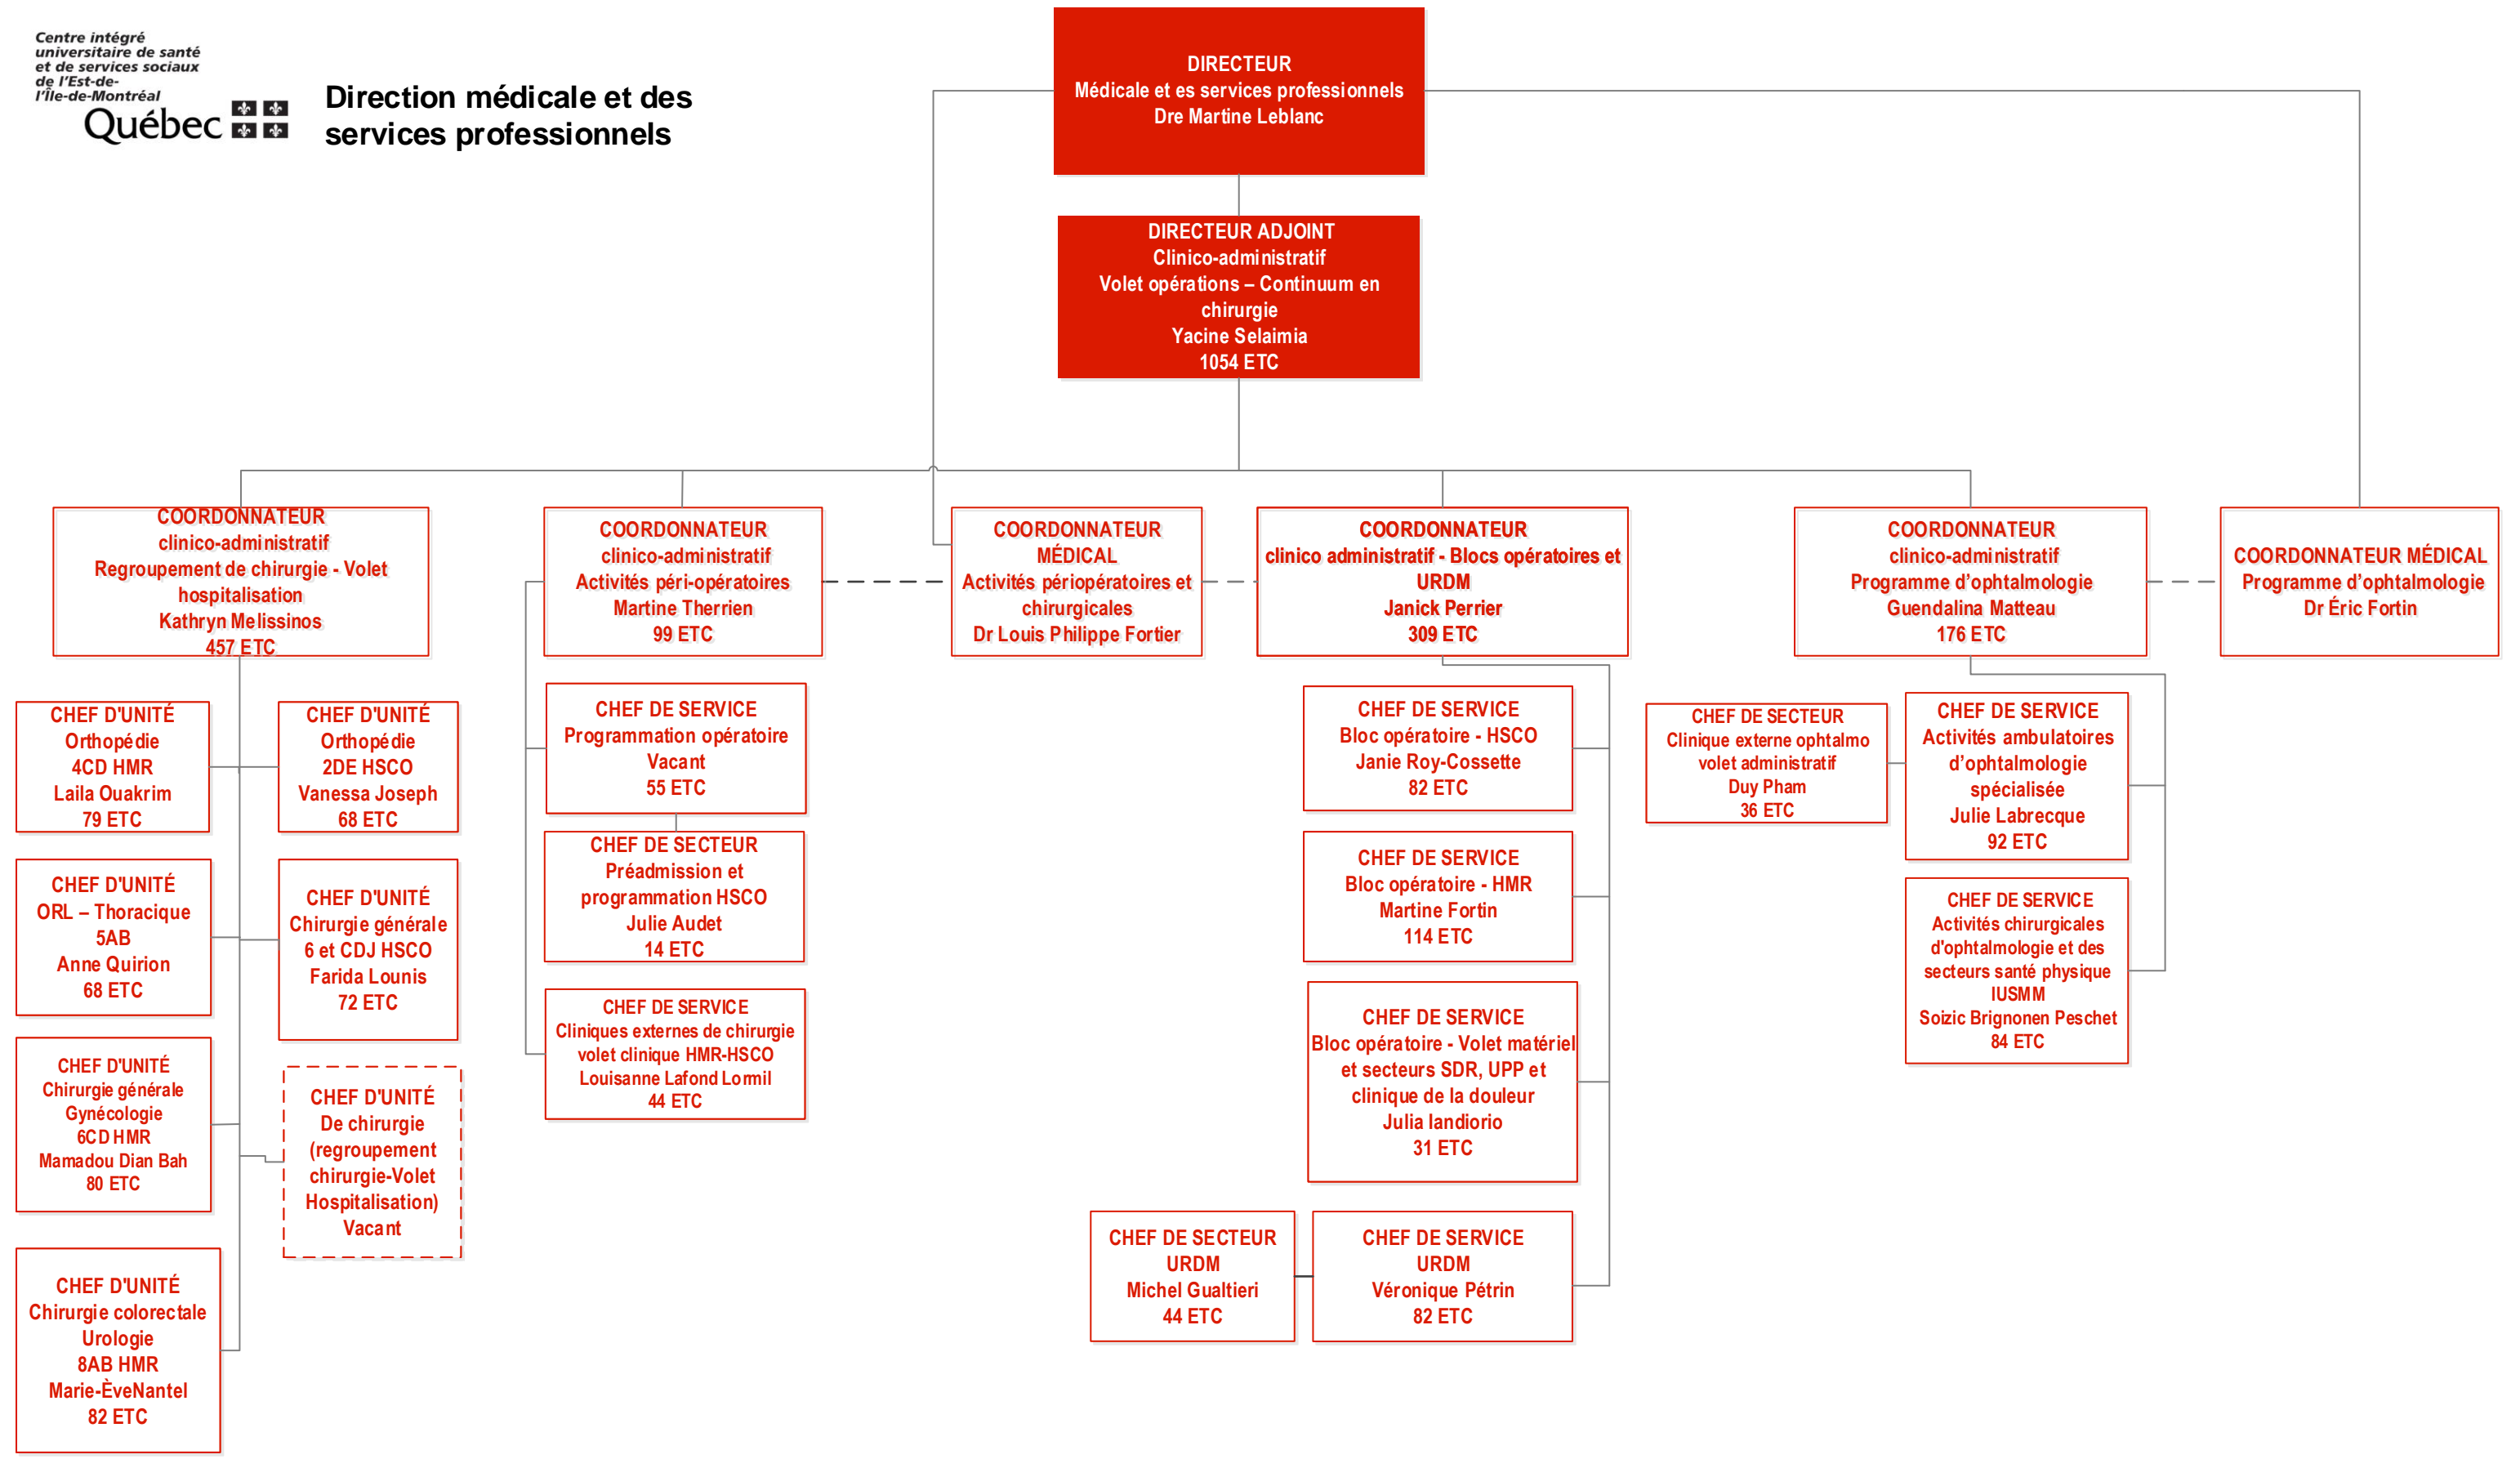 Centre intégré
universitaire de santé
et de services sociaux
de l'Est-de-
l'Île-de-Montréal
Québec
Direction médicale et des
services professionnels
DIRECTEUR
Médicale et es services professionnels
Dre Martine Leblanc
DIRECTEUR ADJOINT
Clinico-administratif
Volet opérations – Continuum en
chirurgie
Yacine Selaimia
1054 ETC
COORDONNATEUR
clinico-administratif
Regroupement de chirurgie - Volet
hospitalisation
Kathryn Melissinos
457 ETC
COORDONNATEUR
clinico-administratif
Activités péri-opératoires
Martine Therrien
99 ETC
COORDONNATEUR
MÉDICAL
Activités périopératoires et
chirurgicales
Dr Louis Philippe Fortier
COORDONNATEUR
clinico administratif - Blocs opératoires et
URDM
Janick Perrier
309 ETC
COORDONNATEUR
clinico-administratif
Programme d'ophtalmologie
Guendalina Matteau
176 ETC
COORDONNATEUR MÉDICAL
Programme d'ophtalmologie
Dr Éric Fortin
CHEF D'UNITÉ
Orthopédie
4CD HMR
Laila Ouakrim
79 ETC
CHEF D'UNITÉ
Orthopédie
2DE HSCO
Vanessa Joseph
68 ETC
CHEF D'UNITÉ
ORL – Thoracique
5AB
Anne Quirion
68 ETC
CHEF D'UNITÉ
Chirurgie générale
6 et CDJ HSCO
Farida Lounis
72 ETC
CHEF D'UNITÉ
Chirurgie générale
Gynécologie
6CD HMR
Mamadou Dian Bah
80 ETC
CHEF D'UNITÉ
De chirurgie
(regroupement
chirurgie-Volet
Hospitalisation)
Vacant
CHEF D'UNITÉ
Chirurgie colorectale
Urologie
8AB HMR
Marie-ÈveNantel
82 ETC
CHEF DE SERVICE
Programmation opératoire
Vacant
55 ETC
CHEF DE SECTEUR
Préadmission et
programmation HSCO
Julie Audet
14 ETC
CHEF DE SERVICE
Cliniques externes de chirurgie
volet clinique HMR-HSCO
Louisanne Lafond Lormil
44 ETC
CHEF DE SERVICE
Bloc opératoire - HSCO
Janie Roy-Cossette
82 ETC
CHEF DE SERVICE
Bloc opératoire - HMR
Martine Fortin
114 ETC
CHEF DE SERVICE
Bloc opératoire - Volet matériel
et secteurs SDR, UPP et
clinique de la douleur
Julia Iandiorio
31 ETC
CHEF DE SECTEUR
URDM
Michel Gualtieri
44 ETC
CHEF DE SERVICE
URDM
Véronique Pétrin
82 ETC
CHEF DE SECTEUR
Clinique externe ophtalmo
volet administratif
Duy Pham
36 ETC
CHEF DE SERVICE
Activités ambulatoires
d'ophtalmologie
spécialisée
Julie Labrecque
92 ETC
CHEF DE SERVICE
Activités chirurgicales
d'ophtalmologie et des
secteurs santé physique
IUSMM
Soizic Brignonen Peschet
84 ETC